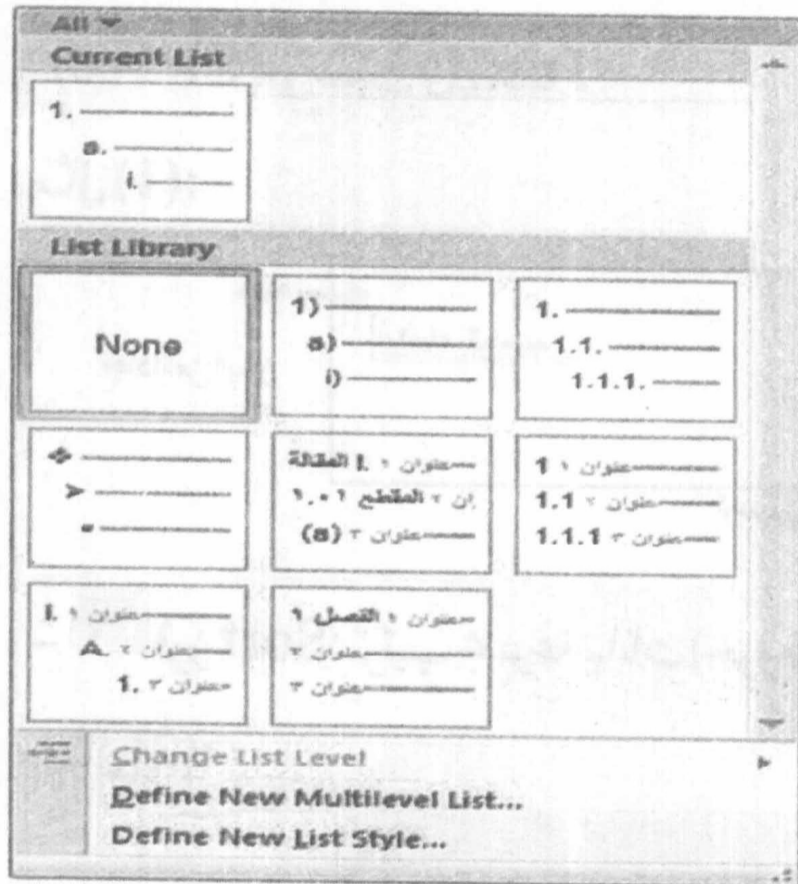 All
Current List
1.
a.
i.
List Library
None
1)
a)
i)
1.
1.1.
1.1.1.
عنوان ١ I. المقالة
ان ٢ المقطع ١.٠١
عنوان ٣ (a)
1 عنوان ١
1.1 عنوان ٢
1.1.1 عنوان ٣
I. عنوان ١
A. عنوان ٢
1. عنوان ٣
عنوان ١ الفصل ١
عنوان ٢
عنوان ٣
Change List Level
Define New Multilevel List...
Define New List Style...